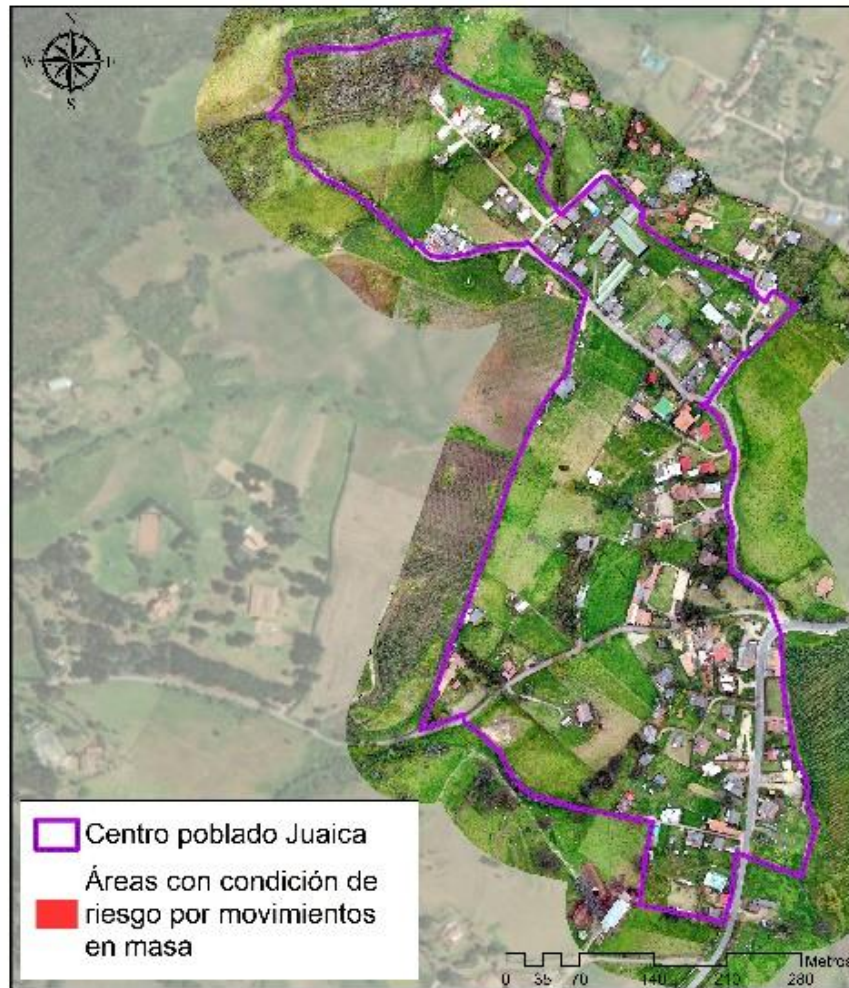 N
W E
S
Centro poblado Juaica
Áreas con condición de
riesgo por movimientos
en masa
Metros
0 35 70 140 210 280